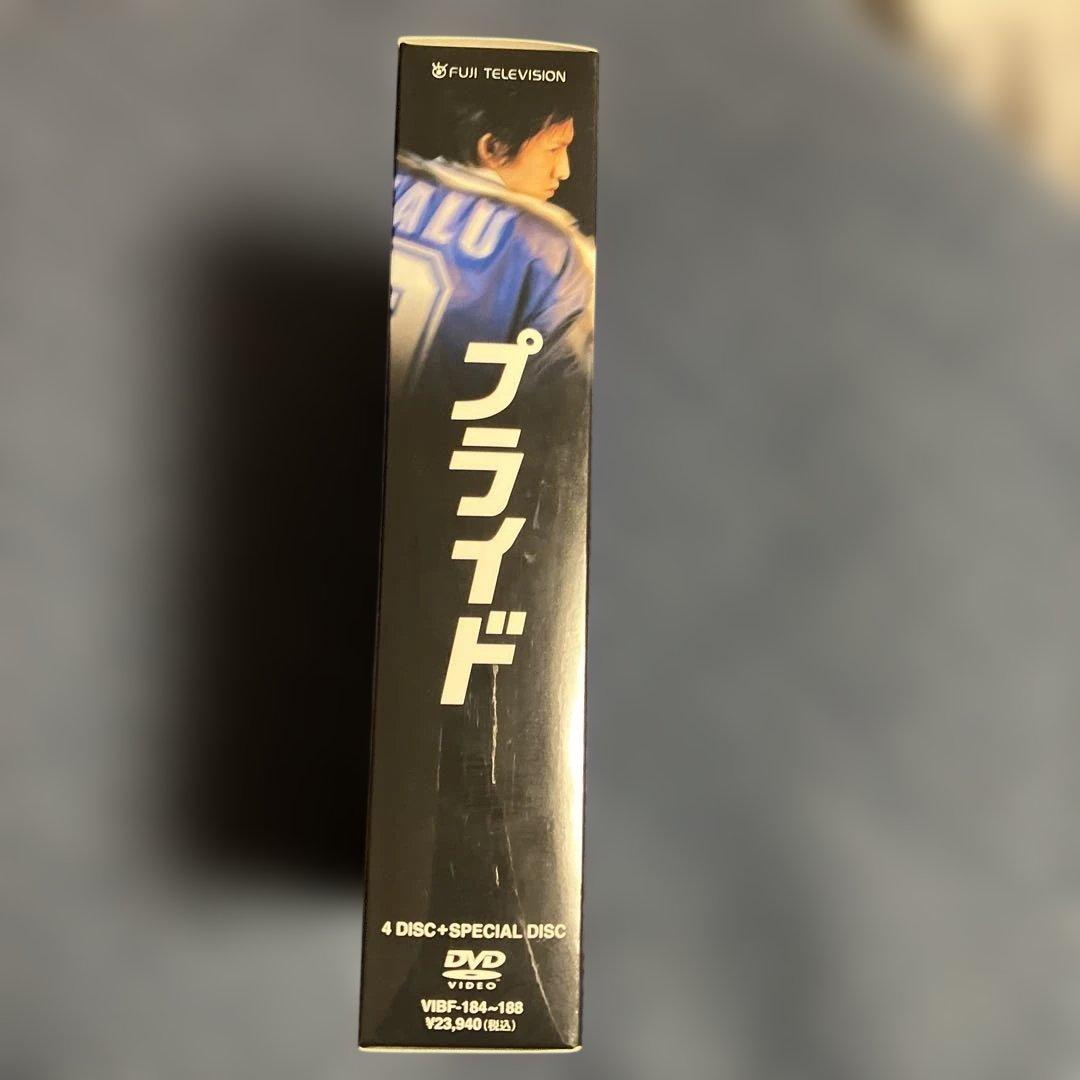 FUJI TELEVISION
ALU
プライド
4 DISC+SPECIAL DISC
DVD
VIDEO
VIBF-184~188
¥23,940(税込)